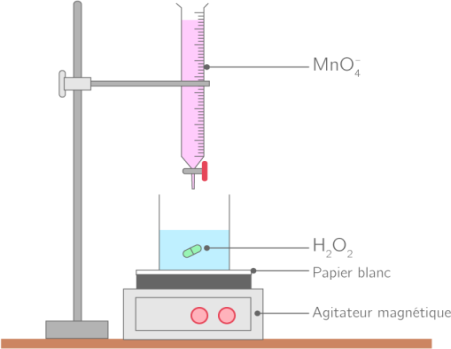 MnO₄⁻
H₂O₂
Papier blanc
Agitateur magnétique